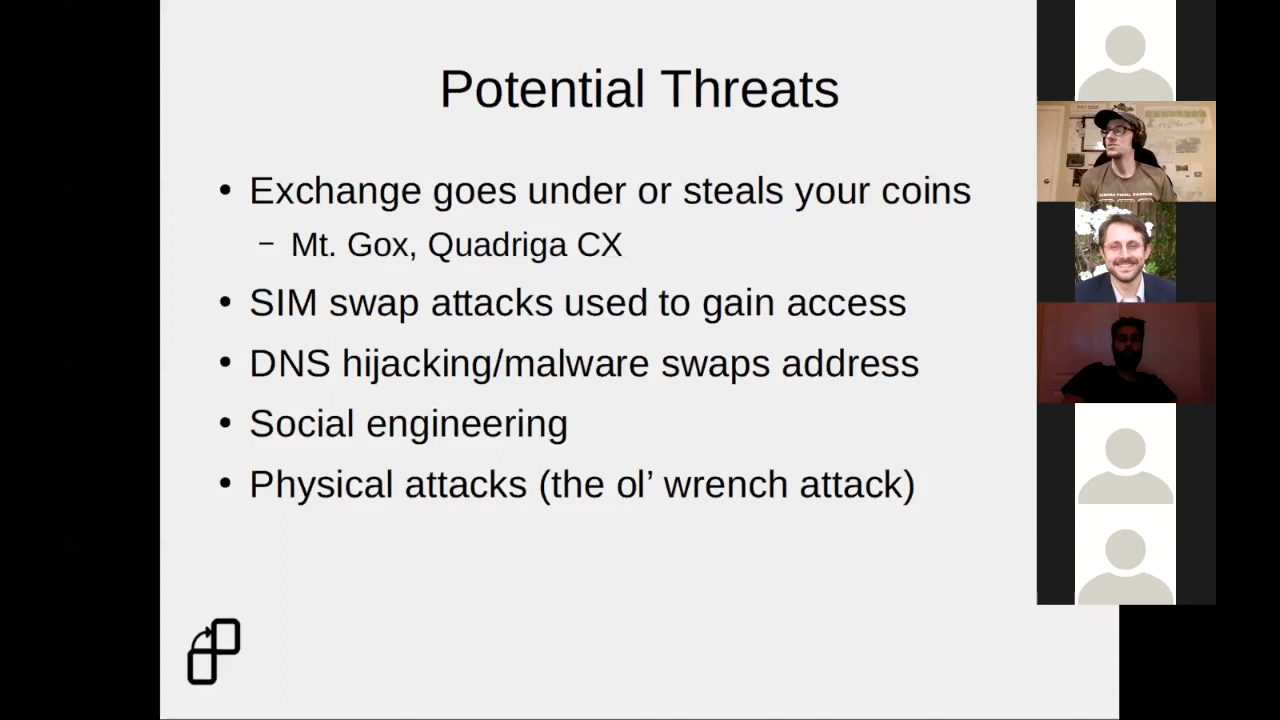 Potential Threats
• Exchange goes under or steals your coins
– Mt. Gox, Quadriga CX
• SIM swap attacks used to gain access
• DNS hijacking/malware swaps address
• Social engineering
• Physical attacks (the ol’ wrench attack)